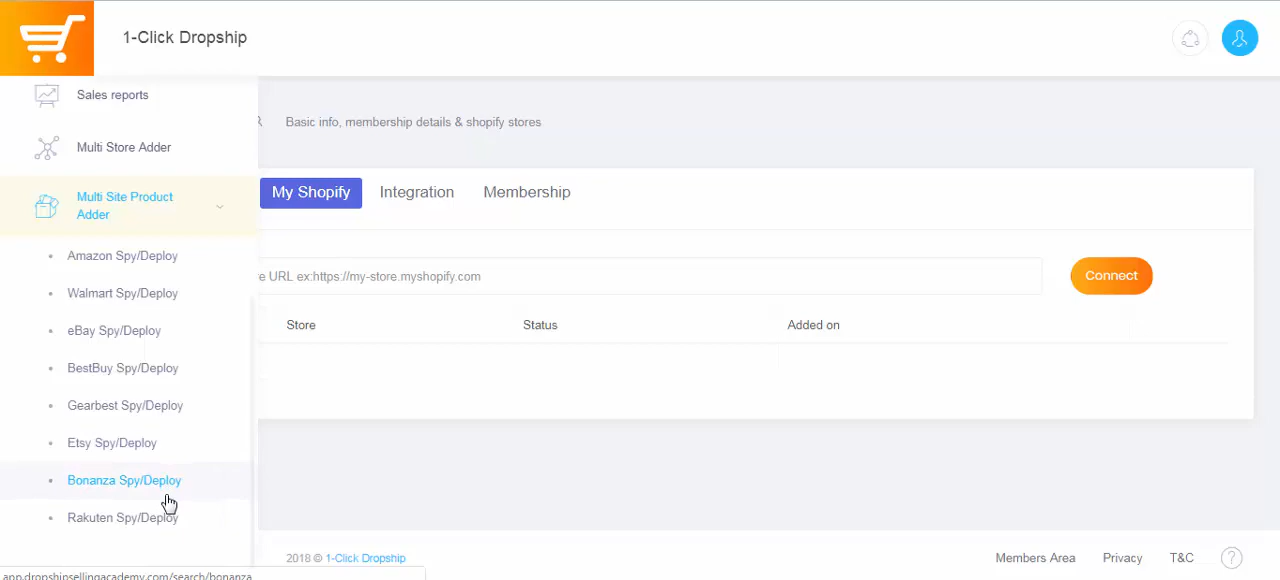 1-Click Dropship
Sales reports
Multi Store Adder
Multi Site Product
Adder
Amazon Spy/Deploy
Walmart Spy/Deploy
eBay Spy/Deploy
BestBuy Spy/Deploy
Gearbest Spy/Deploy
Etsy Spy/Deploy
Bonanza Spy/Deploy
Rakuten Spy/Deploy
Basic info, membership details & shopify stores
My Shopify Integration Membership
URL ex:https://my-store.myshopify.com
Connect
Store Status Added on
2018 © 1-Click Dropship
Members Area Privacy T&C ?
app.dropshipsellingacademy.com/search/bonanza